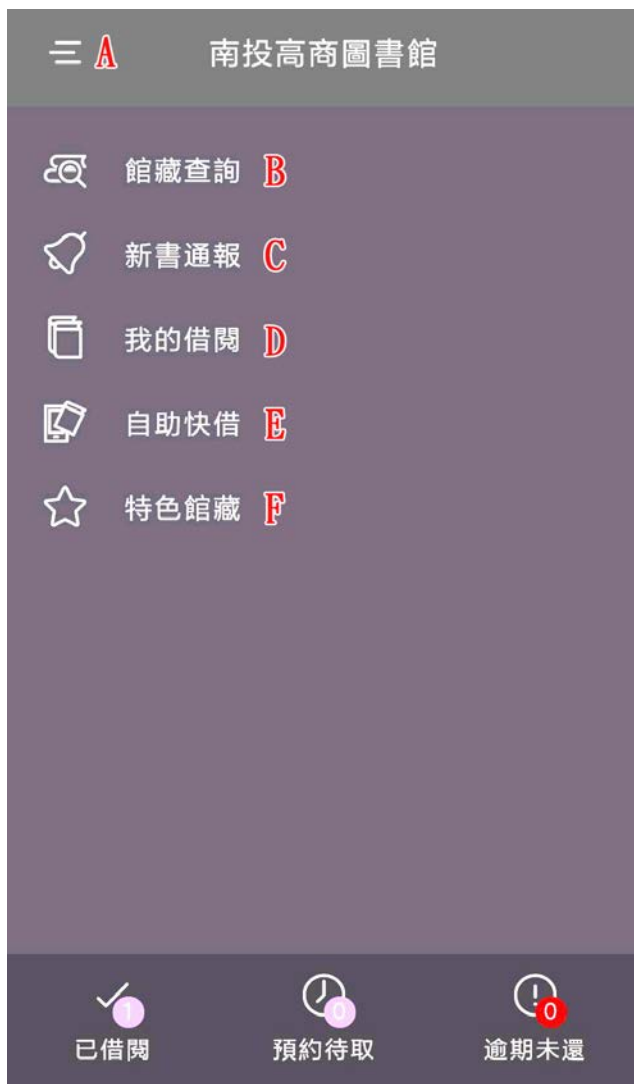 A 南投高商圖書館
館藏查詢 B
新書通報 C
我的借閱 D
自助快借 E
特色館藏 F
1 0 0
已借閱 預約待取 逾期未還